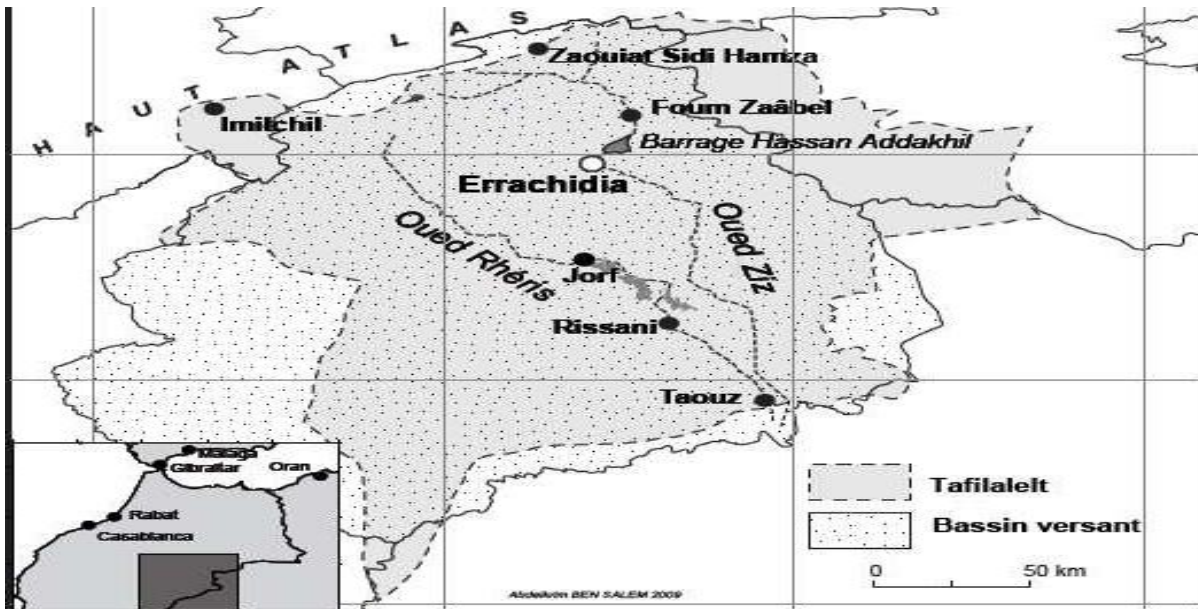 HAUT ATLAS
Zaouiat Sidi Hamza
Imilchil
Foum Zaâbel
Barrage Hassan Addakhil
Errachidia
Oued Rhéris
Oued Ziz
Jorf
Rissani
Taouz
Malaga
Gibraltar
Oran
Rabat
Casablanca
Tafilalelt
Bassin versant
0 50 km
Abdelkrim BEN SALEM 2009